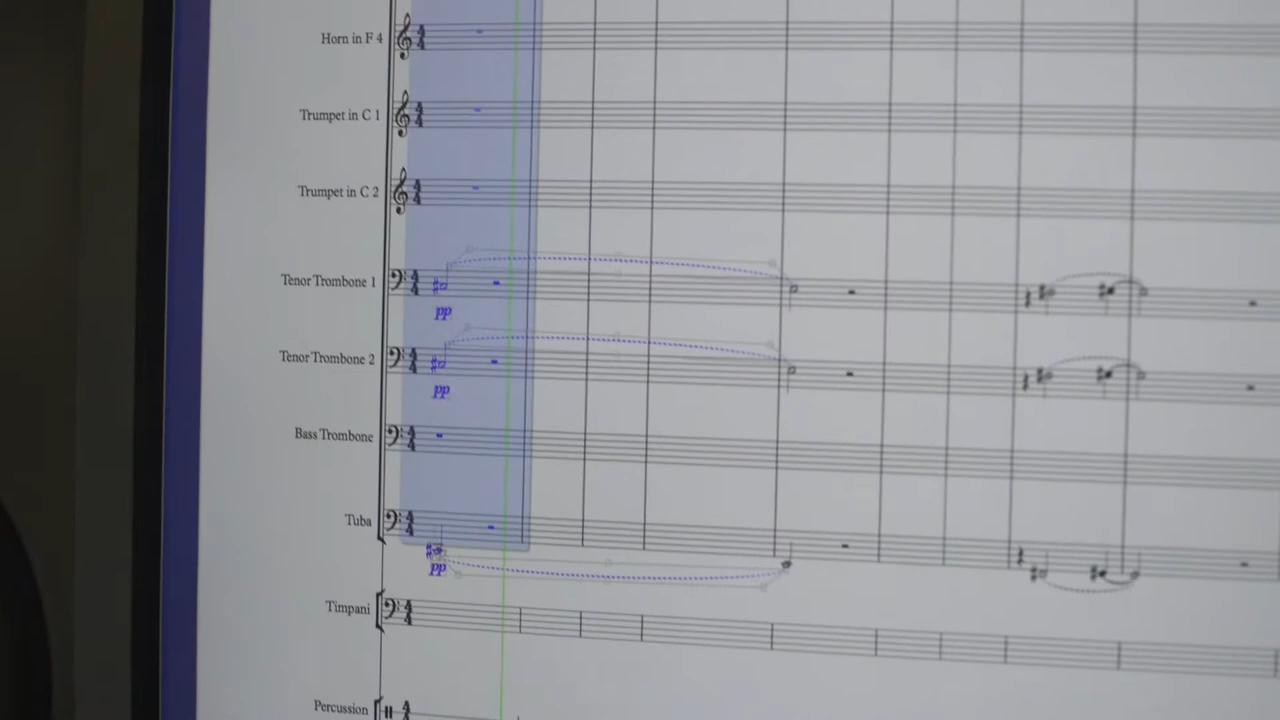 Horn in F 4
Trumpet in C 1
Trumpet in C 2
Tenor Trombone 1
pp
Tenor Trombone 2
pp
Bass Trombone
Tuba
pp
Timpani
Percussion